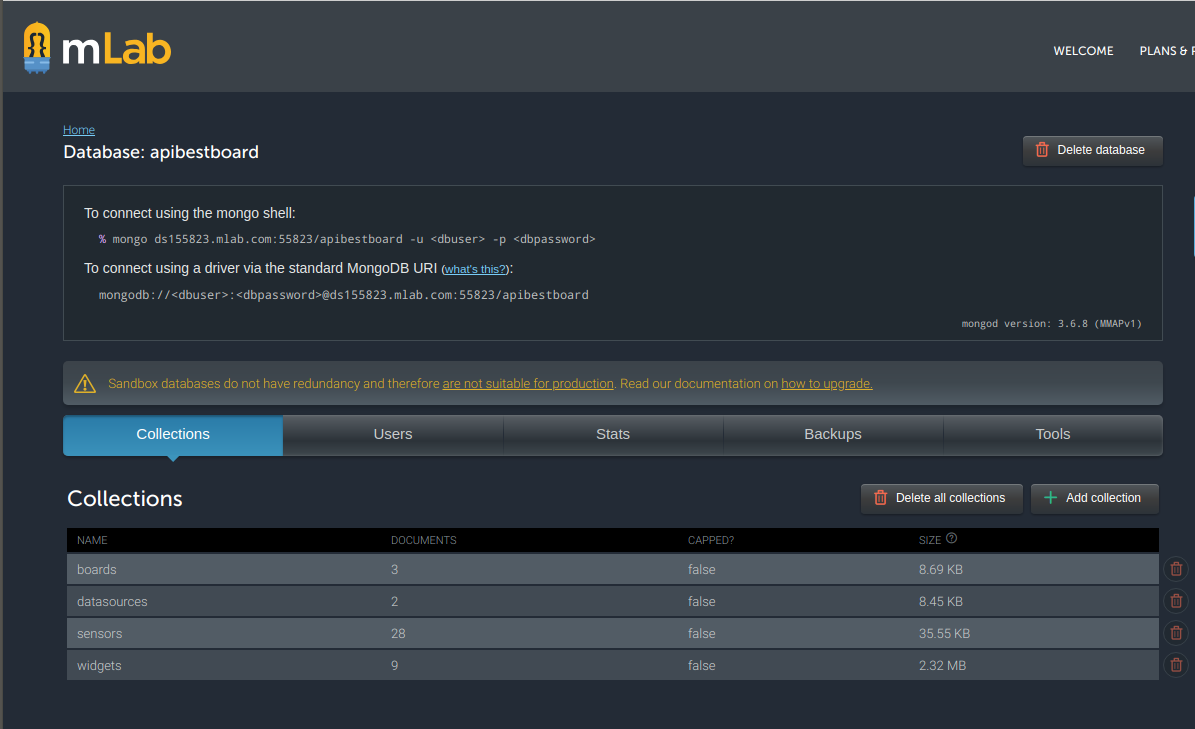 mLab
WELCOME PLANS &
Home
Database: apibestboard
Delete database
To connect using the mongo shell:
% mongo ds155823.mlab.com:55823/apibestboard -u <dbuser> -p <dbpassword>
To connect using a driver via the standard MongoDB URI (what's this?):
mongodb://<dbuser>:<dbpassword>@ds155823.mlab.com:55823/apibestboard
mongod version: 3.6.8 (MMAPv1)
Sandbox databases do not have redundancy and therefore are not suitable for production. Read our documentation on how to upgrade.
Collections Users Stats Backups Tools
Collections
Delete all collections Add collection
NAME DOCUMENTS CAPPED? SIZE ?
boards 3 false 8.69 KB
datasources 2 false 8.45 KB
sensors 28 false 35.55 KB
widgets 9 false 2.32 MB